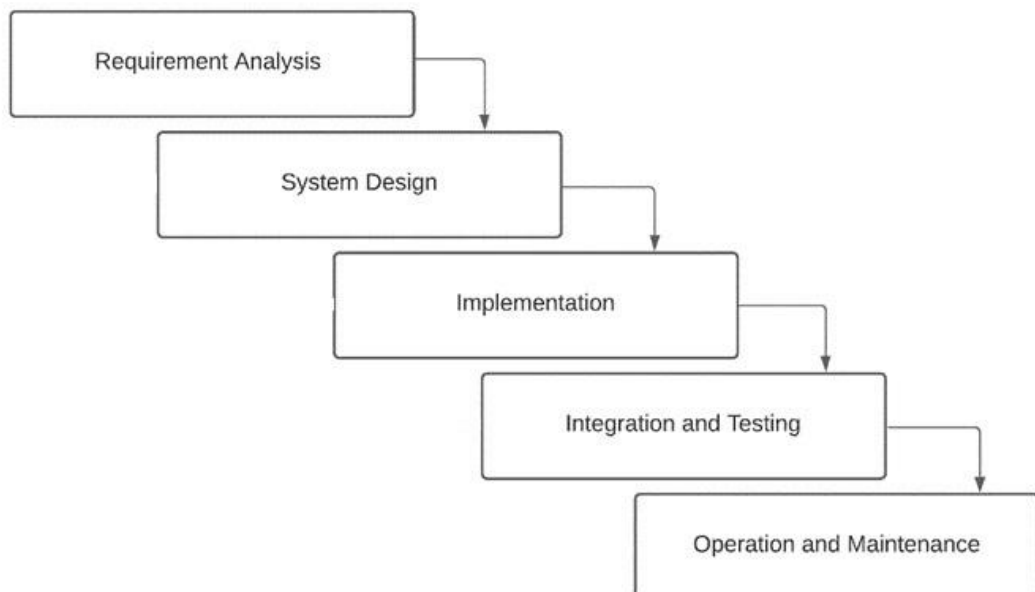 Requirement Analysis
System Design
Implementation
Integration and Testing
Operation and Maintenance